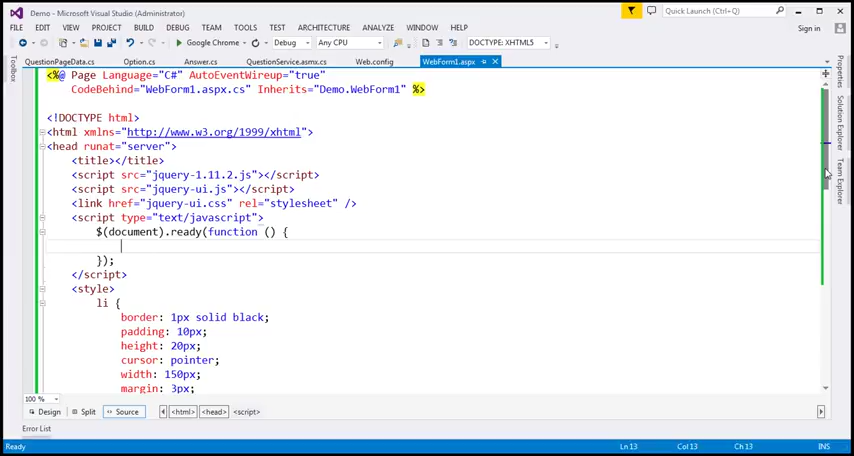 Demo - Microsoft Visual Studio (Administrator)
Quick Launch (Ctrl+Q)
FILE EDIT VIEW PROJECT BUILD DEBUG TEAM TOOLS TEST ARCHITECTURE ANALYZE WINDOW HELP
Sign in
Google Chrome Debug Any CPU DOCTYPE: XHTML5
QuestionPageData.cs Option.cs Answer.cs QuestionService.asmx.cs Web.config WebForm1.aspx
<%@ Page Language="C#" AutoEventWireup="true"
CodeBehind="WebForm1.aspx.cs" Inherits="Demo.WebForm1" %>
<!DOCTYPE html>
<html xmlns="http://www.w3.org/1999/xhtml">
<head runat="server">
<title></title>
<script src="jquery-1.11.2.js"></script>
<script src="jquery-ui.js"></script>
<link href="jquery-ui.css" rel="stylesheet" />
<script type="text/javascript">
$(document).ready(function () {
});
</script>
<style>
li {
border: 1px solid black;
padding: 10px;
height: 20px;
cursor: pointer;
width: 150px;
margin: 3px;
100 %
Design Split Source <html> <head> <script>
Error List
Ready Ln 13 Col 13 Ch 13 INS
Toolbox
Properties
Solution Explorer
Team Explorer